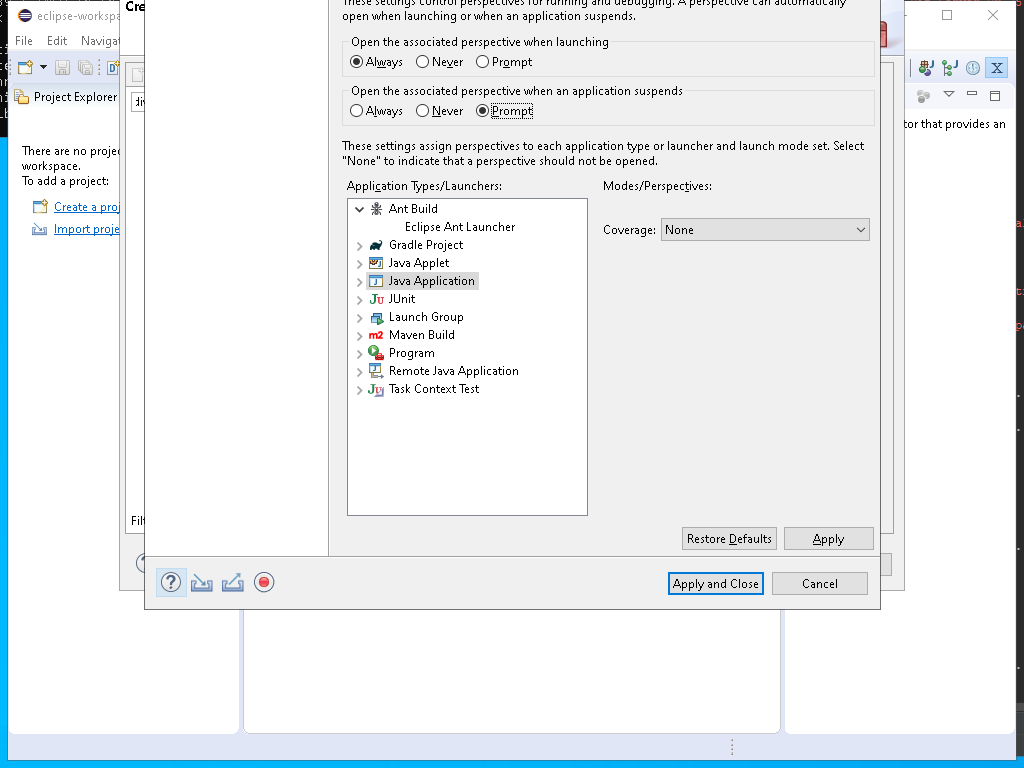 Cre
These settings control perspectives for running and debugging. A perspective can automatically
open when launching or when an application suspends.
eclipse-workspa
File Edit Navigat
Open the associated perspective when launching
Always Never Prompt
Project Explorer
Open the associated perspective when an application suspends
Always Never Prompt
tor that provides an
There are no projec
workspace.
To add a project:
Create a proj
Import proje
These settings assign perspectives to each application type or launcher and launch mode set. Select
"None" to indicate that a perspective should not be opened.
Application Types/Launchers:
Modes/Perspectives:
Ant Build
Eclipse Ant Launcher
Gradle Project
Java Applet
Java Application
JUnit
Launch Group
Maven Build
Program
Remote Java Application
Task Context Test
Coverage: None
Filt
Restore Defaults Apply
Apply and Close Cancel